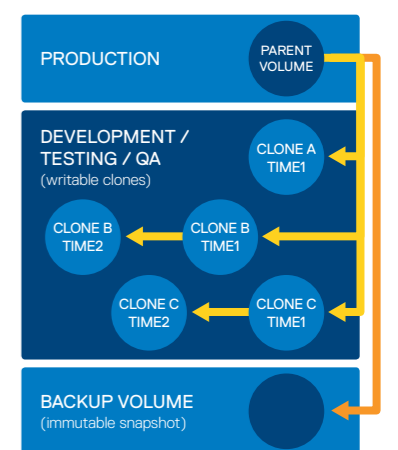 PRODUCTION
PARENT
VOLUME
DEVELOPMENT /
TESTING / QA
(writable clones)
CLONE A
TIME1
CLONE B
TIME2
CLONE B
TIME1
CLONE C
TIME2
CLONE C
TIME1
BACKUP VOLUME
(immutable snapshot)